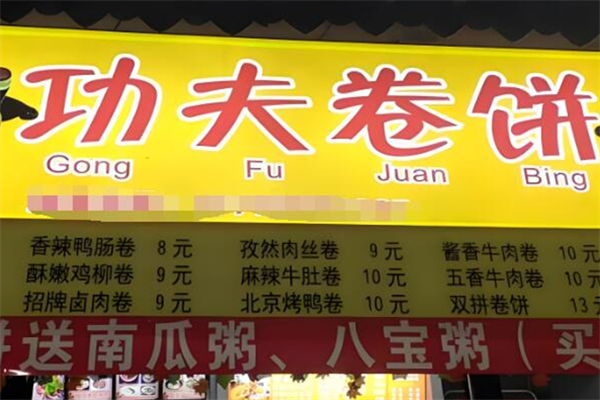 功夫卷饼
Gong Fu Juan Bing
香辣鸭肠卷 8元 孜然肉丝卷 9元 酱香牛肉卷 10元
酥嫩鸡柳卷 9元 麻辣牛肚卷 10元 五香牛肉卷 10元
招牌卤肉卷 9元 北京烤鸭卷 10元 双拼卷饼 13元
送南瓜粥、八宝粥（买